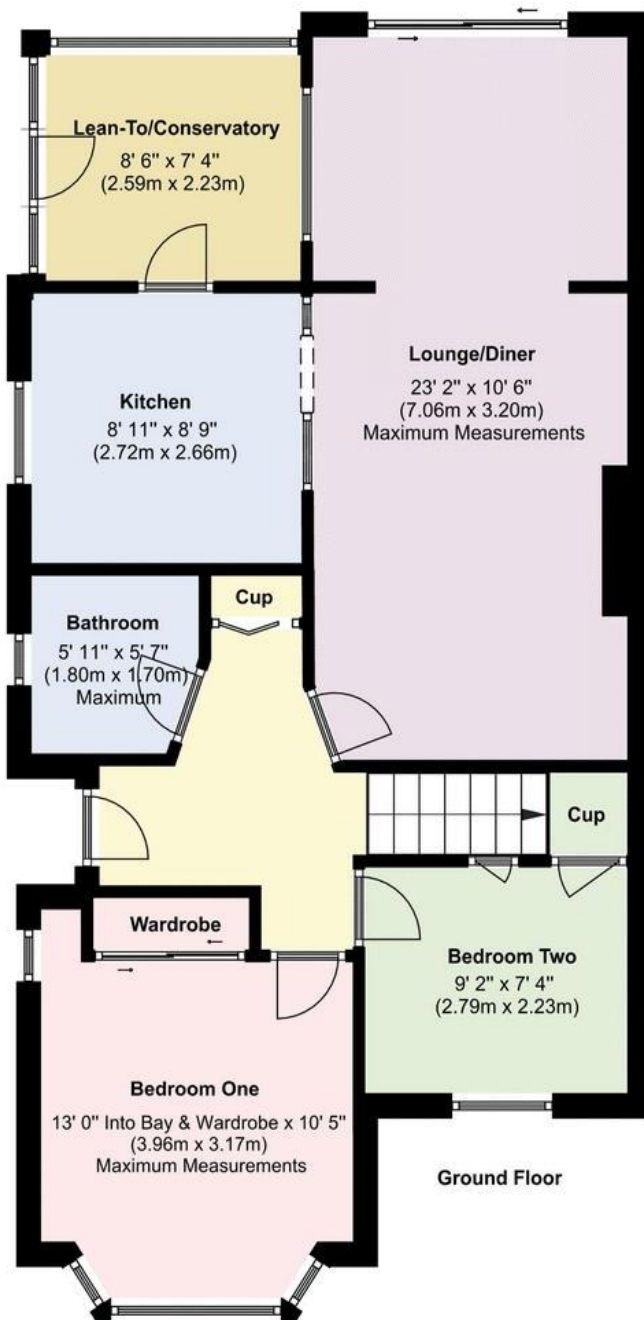 Lean-To/Conservatory
8' 6" x 7' 4"
(2.59m x 2.23m)
Lounge/Diner
23' 2" x 10' 6"
(7.06m x 3.20m)
Maximum Measurements
Kitchen
8' 11" x 8' 9"
(2.72m x 2.66m)
Cup
Bathroom
5' 11" x 5' 7"
(1.80m x 1.70m)
Maximum
Cup
Wardrobe
Bedroom Two
9' 2" x 7' 4"
(2.79m x 2.23m)
Bedroom One
13' 0" Into Bay & Wardrobe x 10' 5"
(3.96m x 3.17m)
Maximum Measurements
Ground Floor